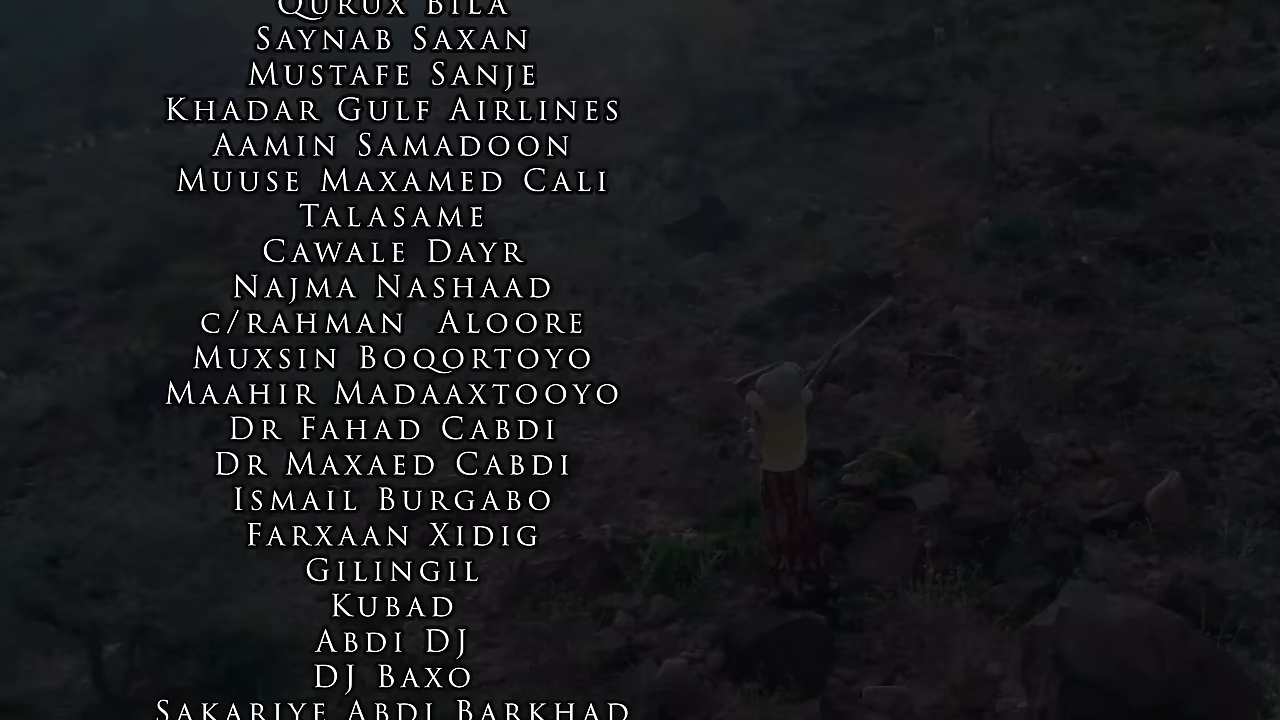 Qurux Bila
Saynab Saxan
Mustafe Sanje
Khadar Gulf Airlines
Aamin Samadoon
Muuse Maxamed Cali
Talasame
Cawale Dayr
Najma Nashaad
c/rahman Aloore
Muxsin Boqortoyo
Maahir Madaaxtooyo
Dr Fahad Cabdi
Dr Maxaed Cabdi
Ismail Burgabo
Farxaan Xidig
Gilingil
Kubad
Abdi DJ
DJ Baxo
Sakariye Abdi Barkhad